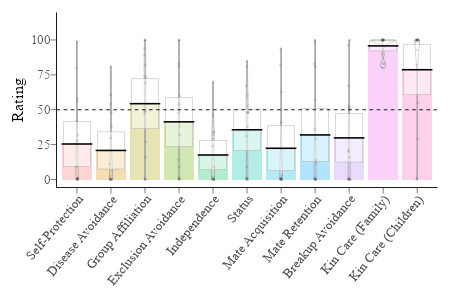 Rating
100
75
50
25
0
Self-Protection
Disease Avoidance
Group Affiliation
Exclusion Avoidance
Independence
Status
Mate Acquisition
Mate Retention
Breakup Avoidance
Kin Care (Family)
Kin Care (Children)